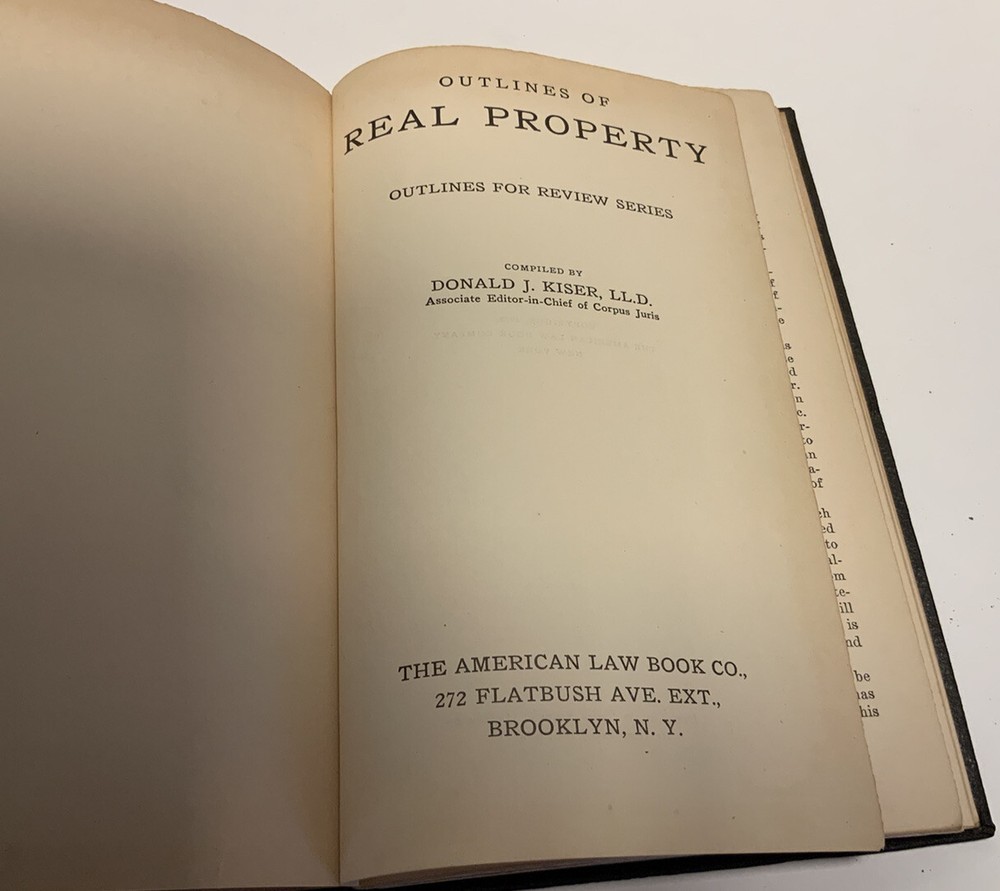 OUTLINES OF
REAL PROPERTY
OUTLINES FOR REVIEW SERIES
COMPILED BY
DONALD J. KISER, LL.D.
Associate Editor-in-Chief of Corpus Juris
THE AMERICAN LAW BOOK CO.,
272 FLATBUSH AVE. EXT.,
BROOKLYN, N. Y.